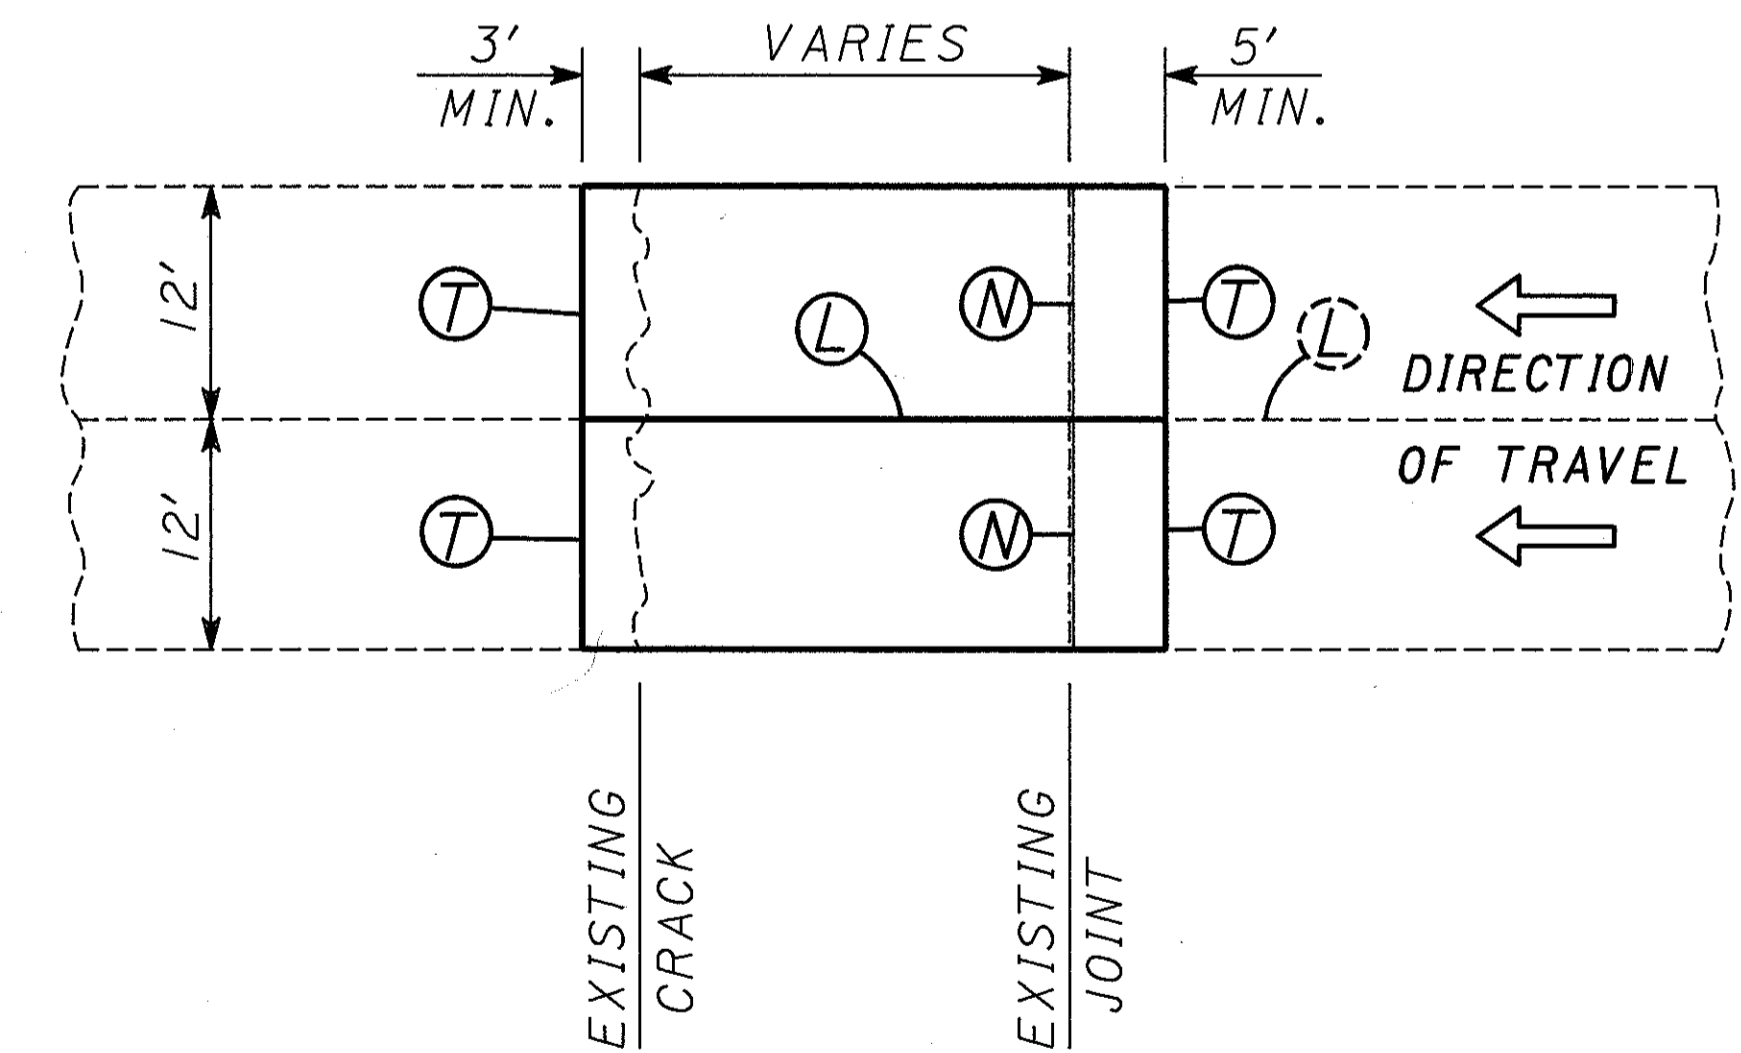 3' VARIES 5'
MIN. MIN.
12'
T
L
N
T
L
DIRECTION
OF TRAVEL
12'
T
N
T
EXISTING
CRACK
EXISTING
JOINT